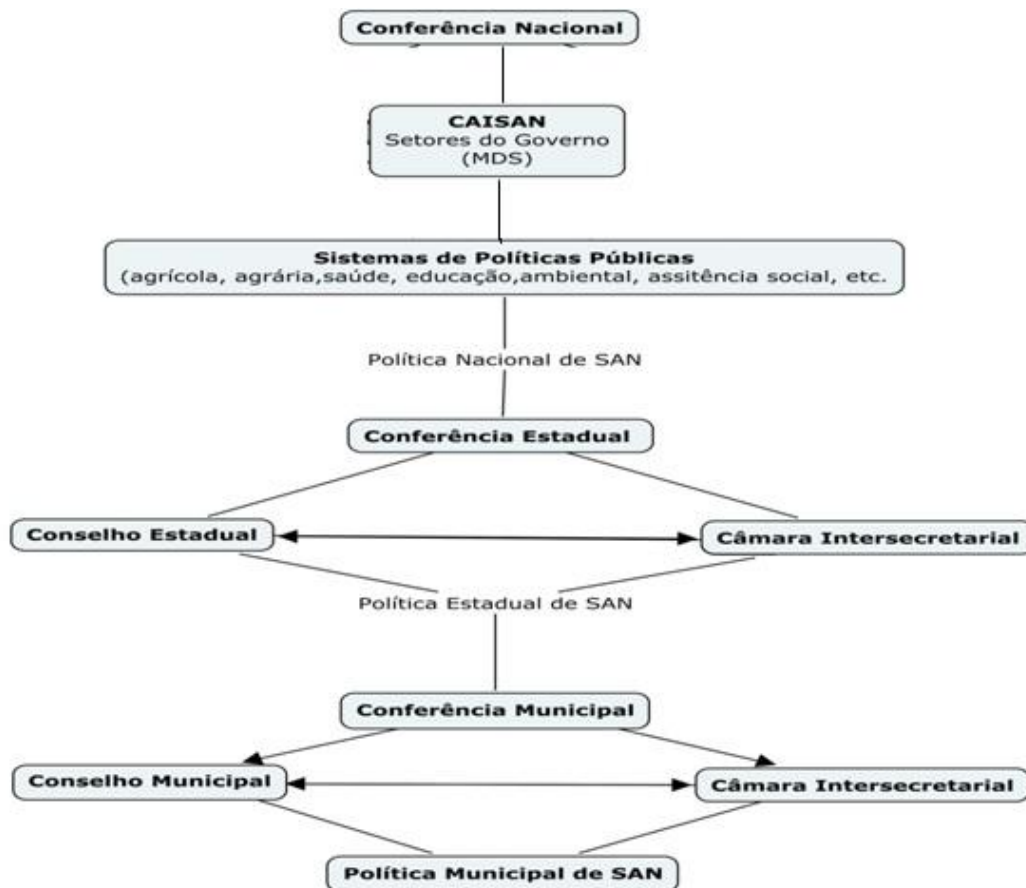 Conferência Nacional
CAISAN
Setores do Governo
(MDS)
Sistemas de Políticas Públicas
(agrícola, agrária,saúde, educação,ambiental, assitência social, etc.
Política Nacional de SAN
Conferência Estadual
Conselho Estadual
Câmara Intersecretarial
Política Estadual de SAN
Conferência Municipal
Conselho Municipal
Câmara Intersecretarial
Política Municipal de SAN